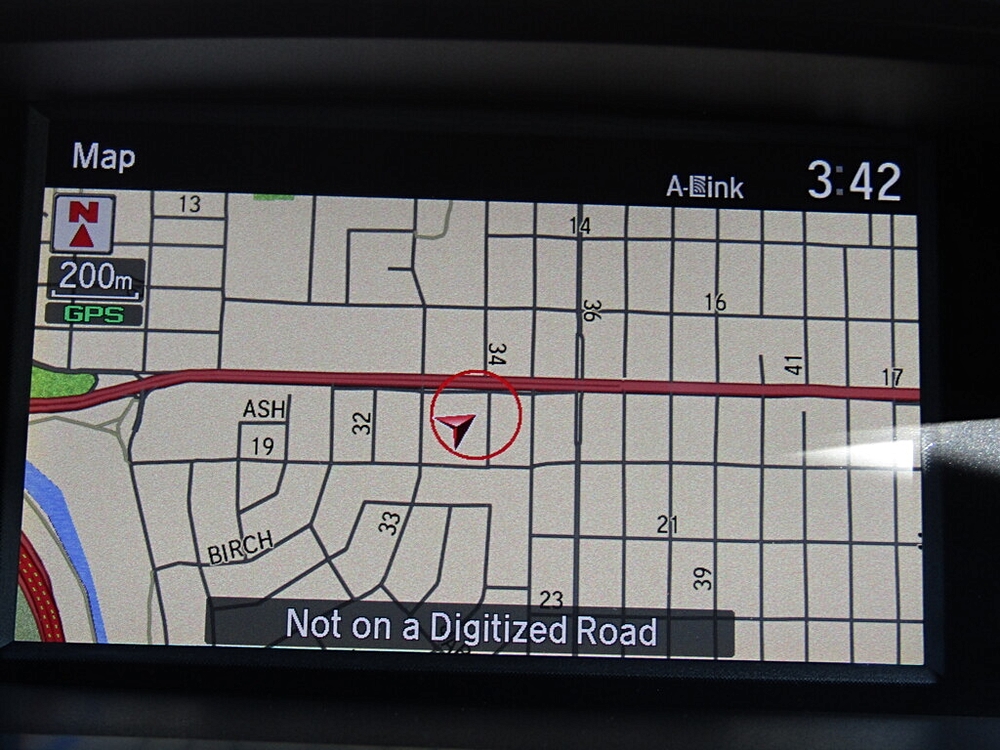 Map
A-Link
3:42
N
13
14
200m
GPS
36
16
34
41
17
ASH
32
19
33
21
BIRCH
39
23
Not on a Digitized Road